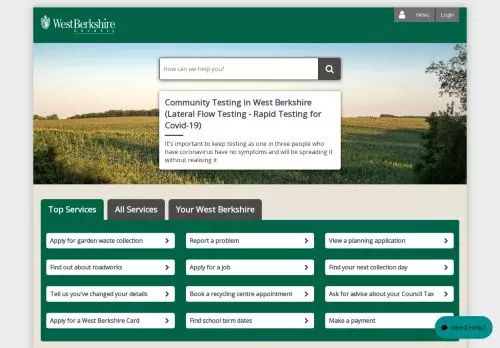 West Berkshire
COUNCIL
News
Login
How can we help you?
Community Testing in West Berkshire
(Lateral Flow Testing - Rapid Testing for
Covid-19)
It's important to keep testing as one in three people who
have coronavirus have no symptoms and will be spreading it
without realising it
Top Services
All Services
Your West Berkshire
Apply for garden waste collection
Report a problem
View a planning application
Find out about roadworks
Apply for a job
Find your next collection day
Tell us you've changed your details
Book a recycling centre appointment
Ask for advice about your Council Tax
Apply for a West Berkshire Card
Find school term dates
Make a payment
Need Help?